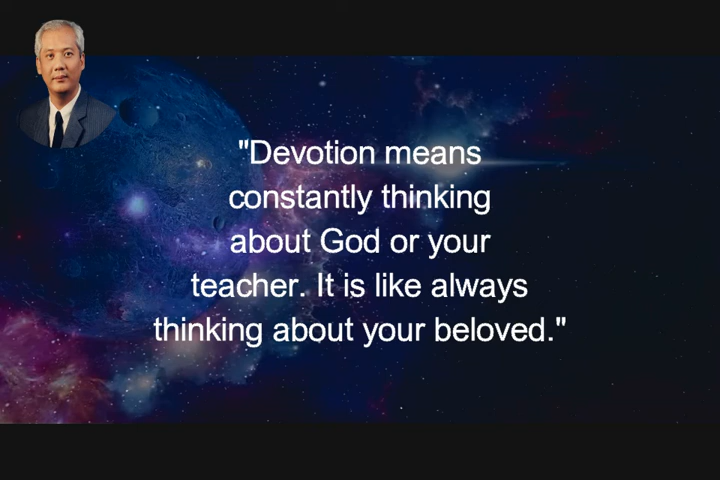 "Devotion means
constantly thinking
about God or your
teacher. It is like always
thinking about your beloved."